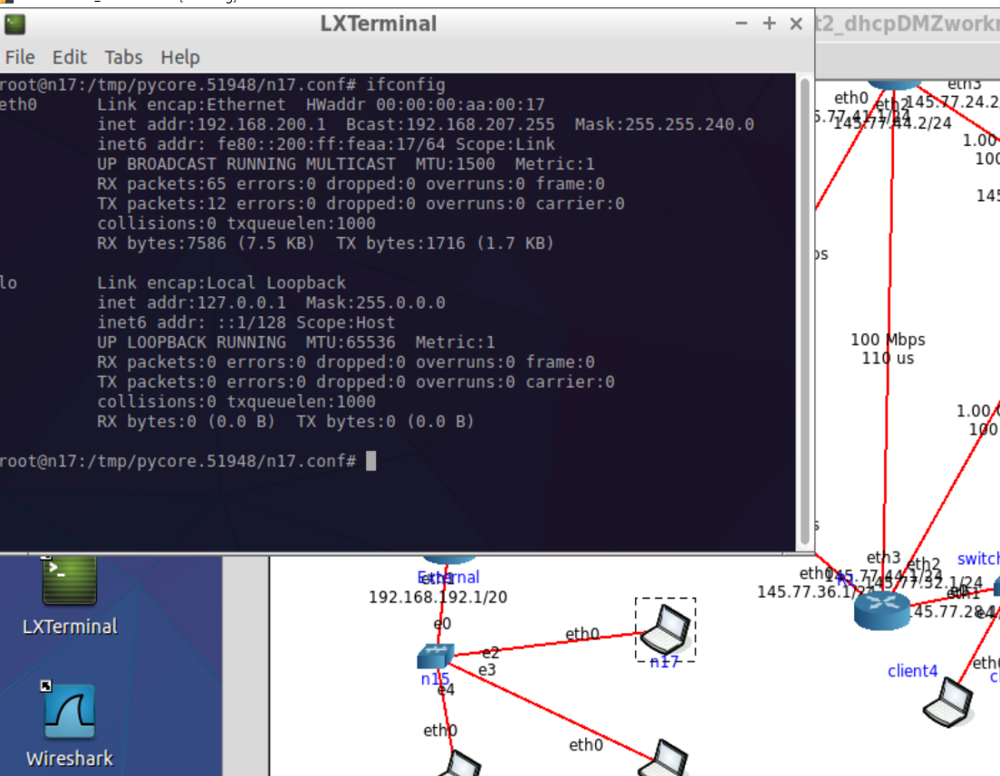 LXTerminal
t2_dhcpDMZworkr
File Edit Tabs Help
root@n17:/tmp/pycore.51948/n17.conf# ifconfig
eth0 Link encap:Ethernet HWaddr 00:00:00:aa:00:17
inet addr:192.168.200.1 Bcast:192.168.207.255 Mask:255.255.240.0
inet6 addr: fe80::200:ff:feaa:17/64 Scope:Link
UP BROADCAST RUNNING MULTICAST MTU:1500 Metric:1
RX packets:65 errors:0 dropped:0 overruns:0 frame:0
TX packets:12 errors:0 dropped:0 overruns:0 carrier:0
collisions:0 txqueuelen:1000
RX bytes:7586 (7.5 KB) TX bytes:1716 (1.7 KB)
lo Link encap:Local Loopback
inet addr:127.0.0.1 Mask:255.0.0.0
inet6 addr: ::1/128 Scope:Host
UP LOOPBACK RUNNING MTU:65536 Metric:1
RX packets:0 errors:0 dropped:0 overruns:0 frame:0
TX packets:0 errors:0 dropped:0 overruns:0 carrier:0
collisions:0 txqueuelen:1000
RX bytes:0 (0.0 B) TX bytes:0 (0.0 B)
root@n17:/tmp/pycore.51948/n17.conf#
eth3
eth0
eth2
145.77.24.2/
145.77.44.2/24
1.00
100
145
100 Mbps
110 us
1.00
100
eth3
eth2
switch
eth0
145.77.44.1/24
145.77.52.1/24
145.77.36.1/24
eth1
145.77.28.1
client4
eth0
External
192.168.192.1/20
e0
eth0
e2
e3
n17
n15
e4
eth0
eth0
LXTerminal
Wireshark